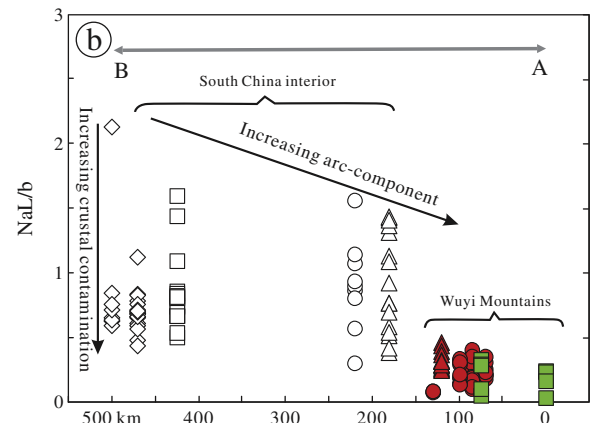 3
b
B
A
South China interior
Increasing crustal contamination
2
Increasing arc-component
NaL/b
1
Wuyi Mountains
0
500 km
400
300
200
100
0